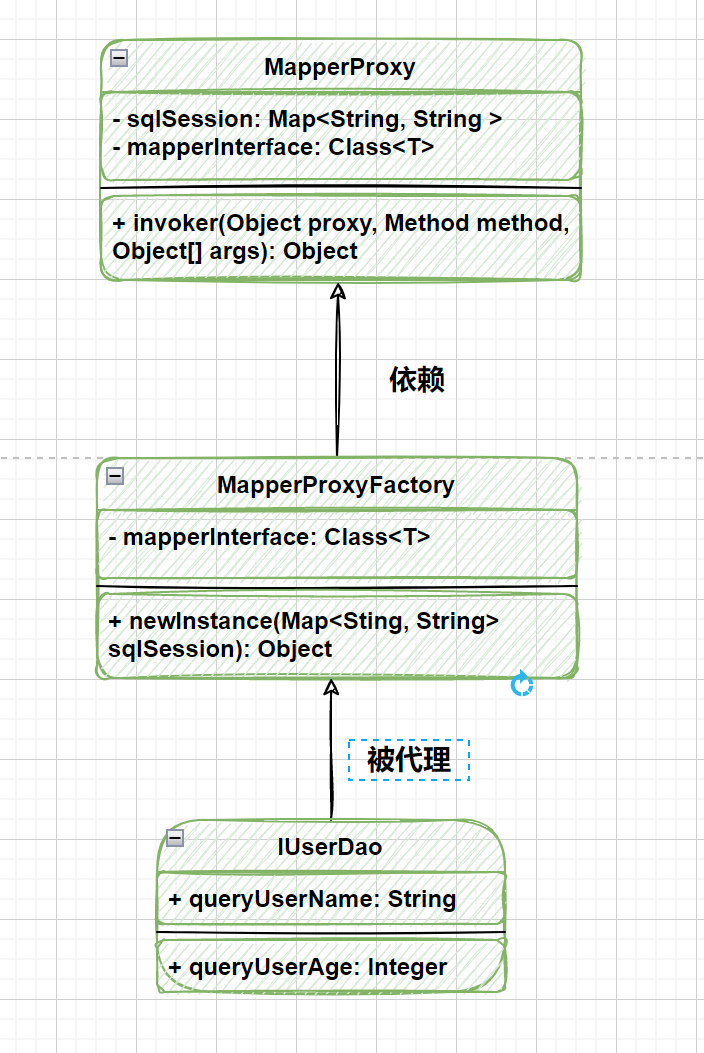 MapperProxy
- sqlSession: Map<String, String >
- mapperInterface: Class<T>
+ invoker(Object proxy, Method method,
Object[] args): Object
依赖
MapperProxyFactory
- mapperInterface: Class<T>
+ newInstance(Map<Sting, String>
sqlSession): Object
被代理
IUserDao
+ queryUserName: String
+ queryUserAge: Integer